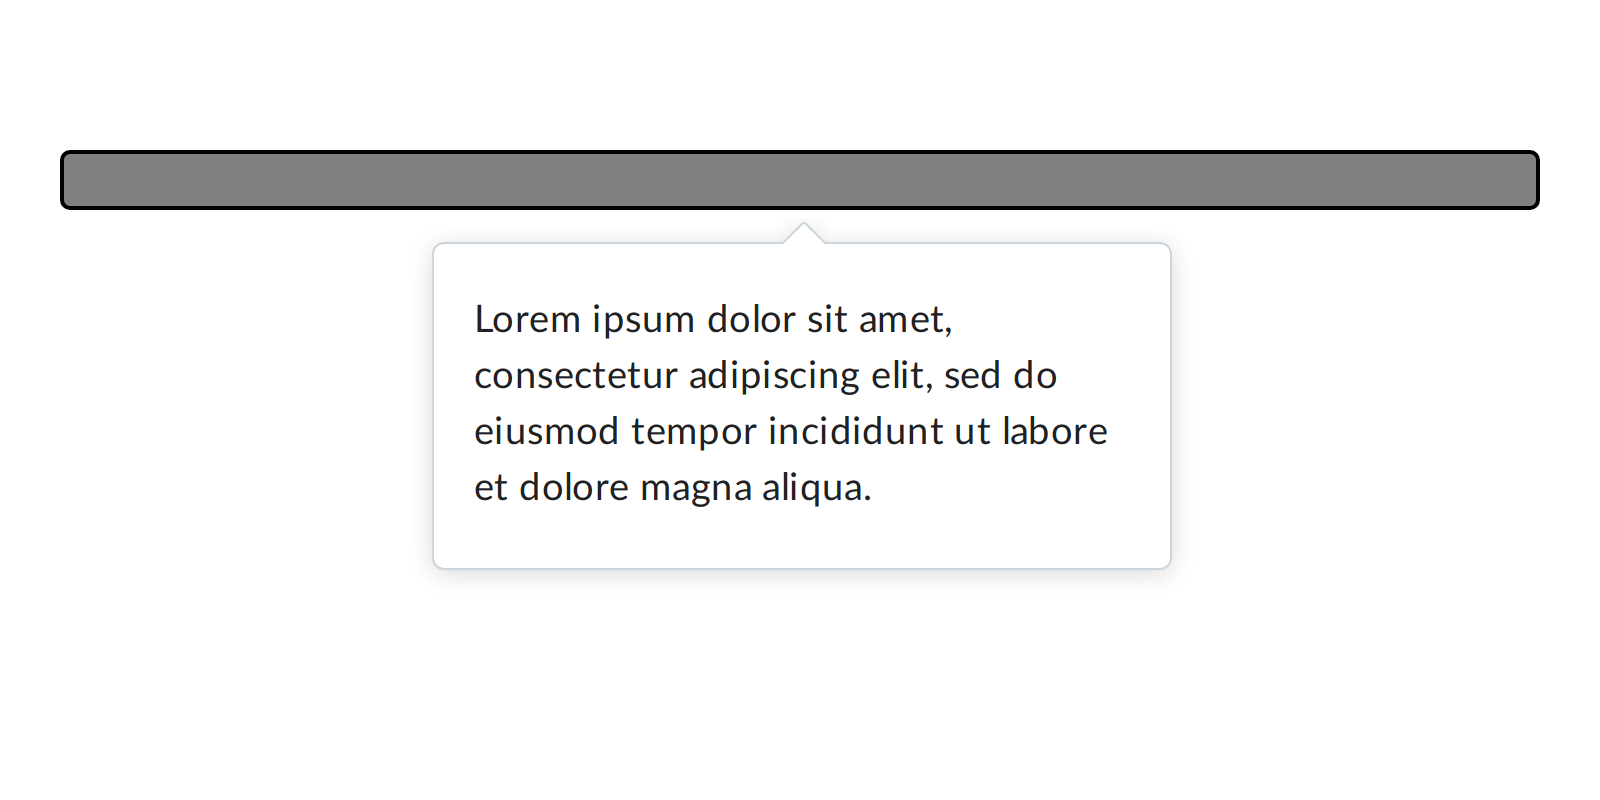 Lorem ipsum dolor sit amet,
consectetur adipiscing elit, sed do
eiusmod tempor incididunt ut labore
et dolore magna aliqua.